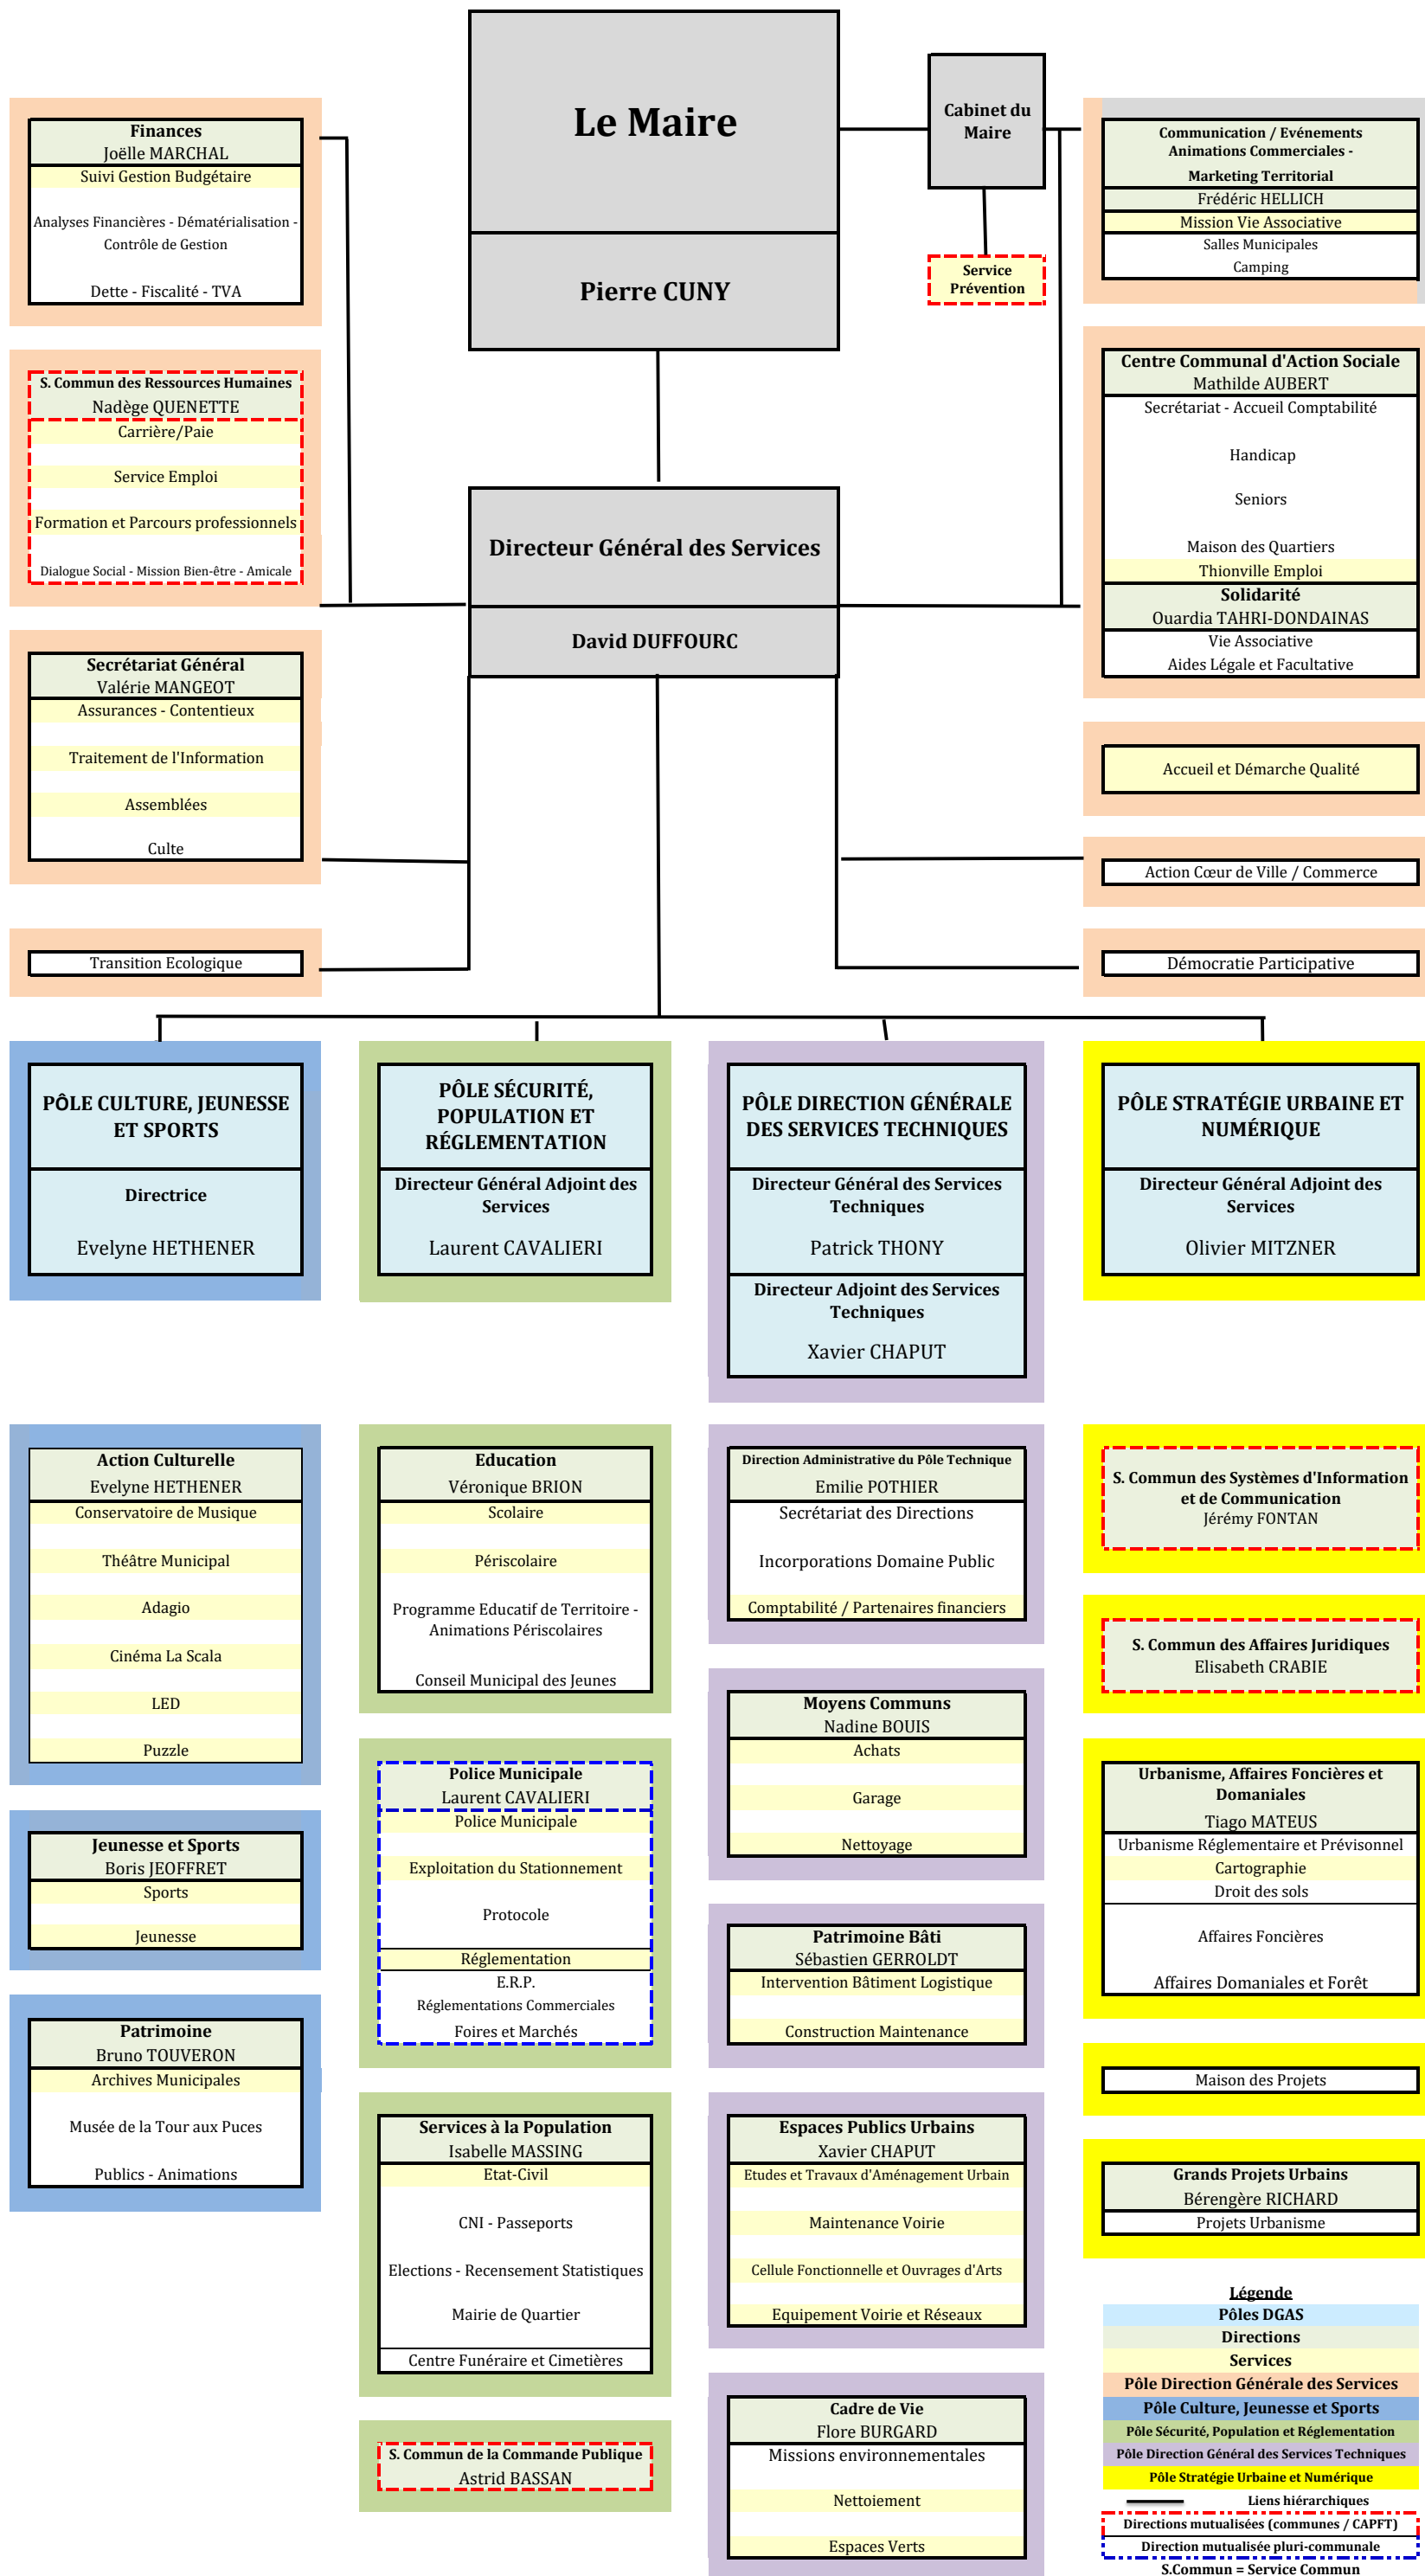 Le Maire
Pierre CUNY
Cabinet du
Maire
Service
Prévention
Finances
Joëlle MARCHAL
Suivi Gestion Budgétaire
Analyses Financières - Dématérialisation -
Contrôle de Gestion
Dette - Fiscalité - TVA
Communication / Evénements
Animations Commerciales -
Marketing Territorial
Frédéric HELLICH
Mission Vie Associative
Salles Municipales
Camping
S. Commun des Ressources Humaines
Nadège QUENETTE
Carrière/Paie
Service Emploi
Formation et Parcours professionnels
Dialogue Social - Mission Bien-être - Amicale
Directeur Général des Services
David DUFFOURC
Centre Communal d'Action Sociale
Mathilde AUBERT
Secrétariat - Accueil Comptabilité
Handicap
Seniors
Maison des Quartiers
Thionville Emploi
Solidarité
Ouardia TAHRI-DONDAINAS
Vie Associative
Aides Légale et Facultative
Secrétariat Général
Valérie MANGEOT
Assurances - Contentieux
Traitement de l'Information
Assemblées
Culte
Accueil et Démarche Qualité
Action Cœur de Ville / Commerce
Transition Ecologique
Démocratie Participative
PÔLE CULTURE, JEUNESSE
ET SPORTS
Directrice
Evelyne HETHENER
PÔLE SÉCURITÉ,
POPULATION ET
RÉGLEMENTATION
Directeur Général Adjoint des
Services
Laurent CAVALIERI
PÔLE DIRECTION GÉNÉRALE
DES SERVICES TECHNIQUES
Directeur Général des Services
Techniques
Patrick THONY
Directeur Adjoint des Services
Techniques
Xavier CHAPUT
PÔLE STRATÉGIE URBAINE ET
NUMÉRIQUE
Directeur Général Adjoint des
Services
Olivier MITZNER
Action Culturelle
Evelyne HETHENER
Conservatoire de Musique
Théâtre Municipal
Adagio
Cinéma La Scala
LED
Puzzle
Jeunesse et Sports
Boris JEOFFRET
Sports
Jeunesse
Patrimoine
Bruno TOUVERON
Archives Municipales
Musée de la Tour aux Puces
Publics - Animations
Education
Véronique BRION
Scolaire
Périscolaire
Programme Educatif de Territoire -
Animations Périscolaires
Conseil Municipal des Jeunes
Police Municipale
Laurent CAVALIERI
Police Municipale
Exploitation du Stationnement
Protocole
Réglementation
E.R.P.
Réglementations Commerciales
Foires et Marchés
Services à la Population
Isabelle MASSING
Etat-Civil
CNI - Passeports
Elections - Recensement Statistiques
Mairie de Quartier
Centre Funéraire et Cimetières
S. Commun de la Commande Publique
Astrid BASSAN
Direction Administrative du Pôle Technique
Emilie POTHIER
Secrétariat des Directions
Incorporations Domaine Public
Comptabilité / Partenaires financiers
Moyens Communs
Nadine BOUIS
Achats
Garage
Nettoyage
Patrimoine Bâti
Sébastien GERROLDT
Intervention Bâtiment Logistique
Construction Maintenance
Espaces Publics Urbains
Xavier CHAPUT
Etudes et Travaux d'Aménagement Urbain
Maintenance Voirie
Cellule Fonctionnelle et Ouvrages d'Arts
Equipement Voirie et Réseaux
Cadre de Vie
Flore BURGARD
Missions environnementales
Nettoiement
Espaces Verts
S. Commun des Systèmes d'Information
et de Communication
Jérémy FONTAN
S. Commun des Affaires Juridiques
Elisabeth CRABIE
Urbanisme, Affaires Foncières et
Domaniales
Tiago MATEUS
Urbanisme Réglementaire et Prévisonnel
Cartographie
Droit des sols
Affaires Foncières
Affaires Domaniales et Forêt
Maison des Projets
Grands Projets Urbains
Bérengère RICHARD
Projets Urbanisme
Légende
Pôles DGAS
Directions
Services
Pôle Direction Générale des Services
Pôle Culture, Jeunesse et Sports
Pôle Sécurité, Population et Réglementation
Pôle Direction Général des Services Techniques
Pôle Stratégie Urbaine et Numérique
Liens hiérarchiques
Directions mutualisées (communes / CAPFT)
Direction mutualisée pluri-communale
S.Commun = Service Commun